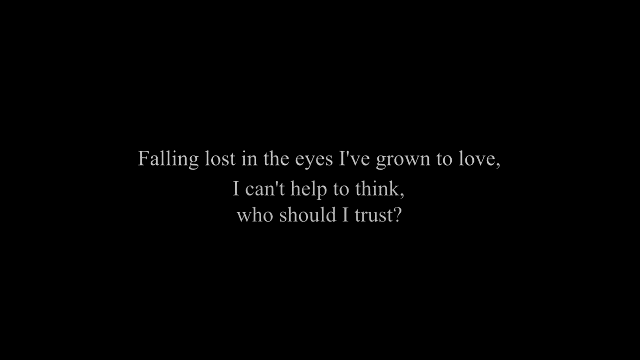 Falling lost in the eyes I've grown to love,
I can't help to think,
who should I trust?